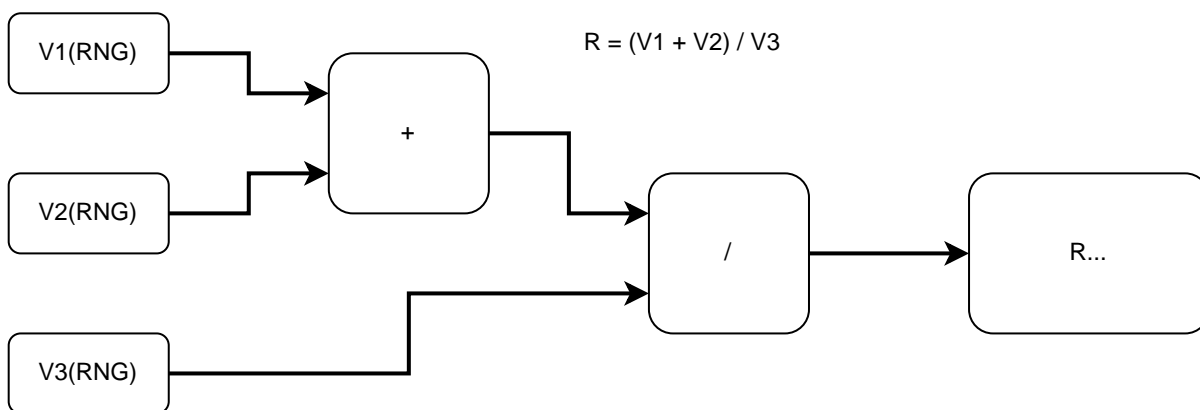 V1(RNG)
R = (V1 + V2) / V3
+
V2(RNG)
/
R...
V3(RNG)